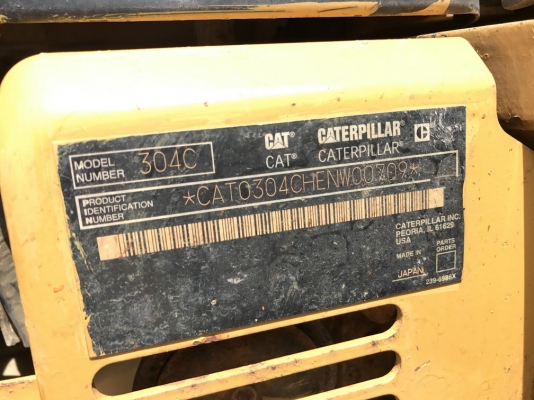 CAT® CATERPILLAR® C
MODEL NUMBER 304C
CAT® CATERPILLAR®
PRODUCT IDENTIFICATION NUMBER *CAT0304CHENW00709*
CATERPILLAR INC.
PEORIA, IL 61629
USA
MADE IN
JAPAN
PARTS ORDER